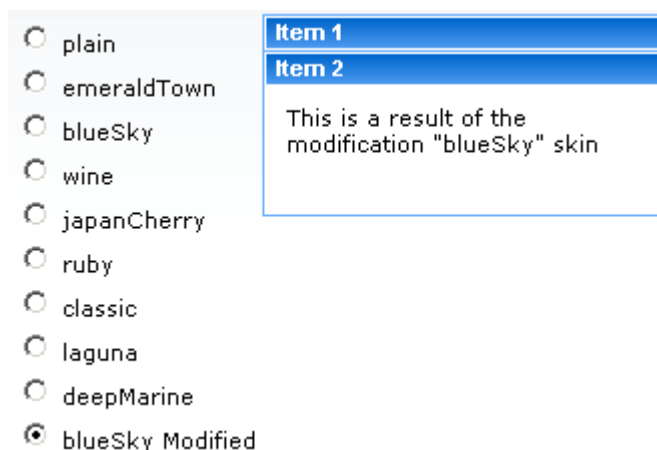 plain
emeraldTown
blueSky
wine
japanCherry
ruby
classic
laguna
deepMarine
blueSky Modified
Item 1
Item 2
This is a result of the
modification "blueSky" skin